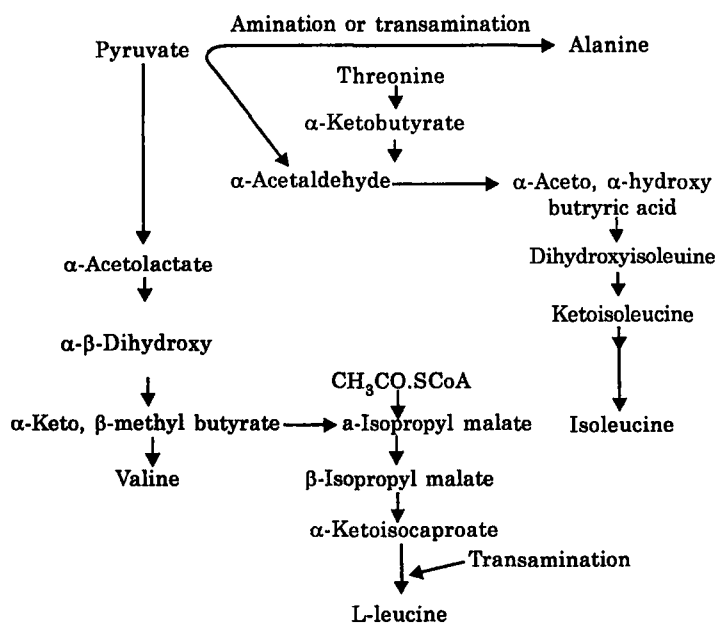 Amination or transamination
Pyruvate
Alanine
Threonine
α-Ketobutyrate
α-Acetaldehyde
α-Aceto, α-hydroxy
butryric acid
α-Acetolactate
Dihydroxyisoleuine
Ketoisoleucine
α-β-Dihydroxy
CH₃CO.SCoA
α-Keto, β-methyl butyrate
a-Isopropyl malate
Isoleucine
Valine
β-Isopropyl malate
α-Ketoisocaproate
Transamination
L-leucine